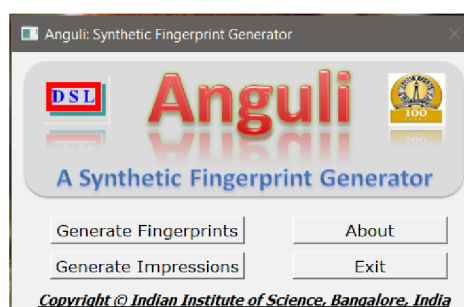 Anguli: Synthetic Fingerprint Generator
DSL
Anguli
100
A Synthetic Fingerprint Generator
Generate Fingerprints
About
Generate Impressions
Exit
Copyright © Indian Institute of Science, Bangalore, India